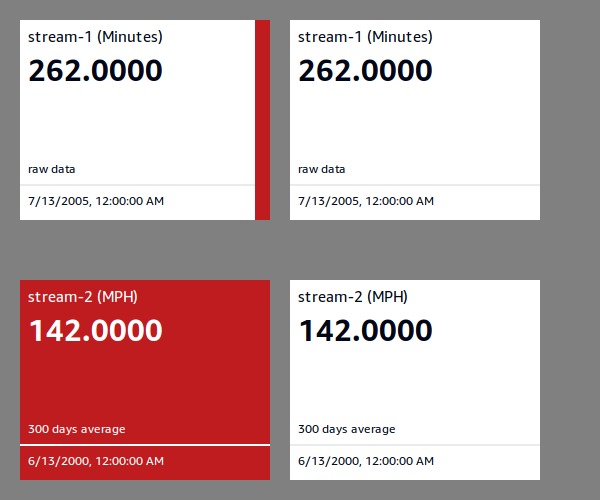 stream-1 (Minutes)
262.0000
raw data
7/13/2005, 12:00:00 AM
stream-1 (Minutes)
262.0000
raw data
7/13/2005, 12:00:00 AM
stream-2 (MPH)
142.0000
300 days average
6/13/2000, 12:00:00 AM
stream-2 (MPH)
142.0000
300 days average
6/13/2000, 12:00:00 AM